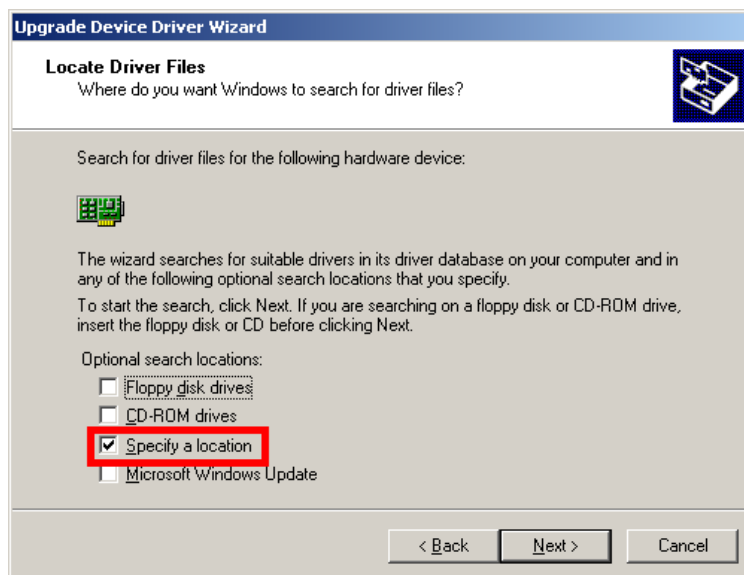 Upgrade Device Driver Wizard
Locate Driver Files
Where do you want Windows to search for driver files?
Search for driver files for the following hardware device:
The wizard searches for suitable drivers in its driver database on your computer and in
any of the following optional search locations that you specify.
To start the search, click Next. If you are searching on a floppy disk or CD-ROM drive,
insert the floppy disk or CD before clicking Next.
Optional search locations:
Floppy disk drives
CD-ROM drives
Specify a location
Microsoft Windows Update
< Back Next > Cancel